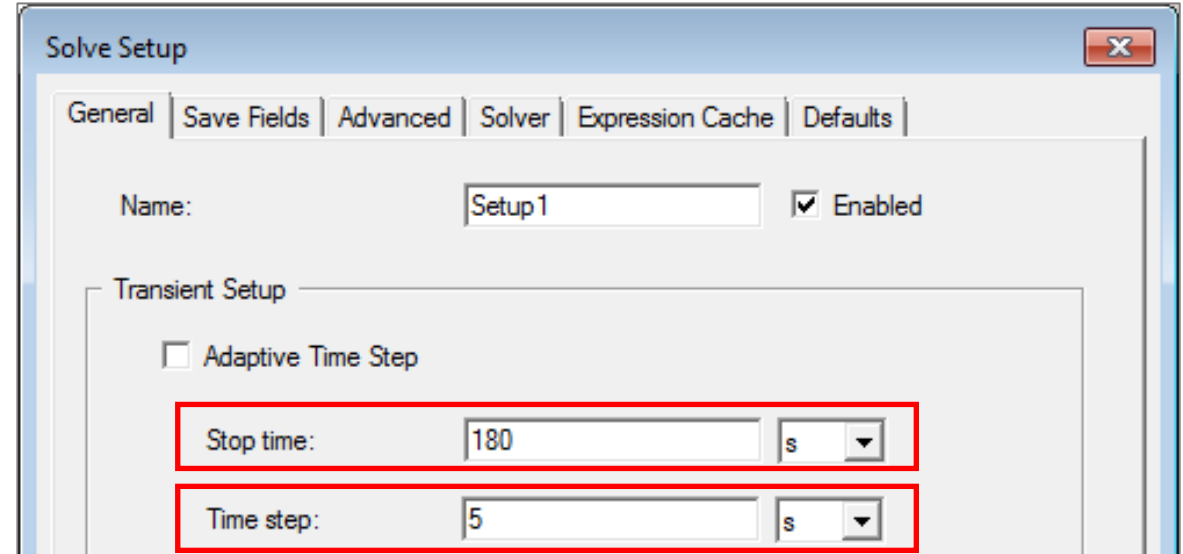 Solve Setup
General Save Fields Advanced Solver Expression Cache Defaults
Name: Setup1 Enabled
Transient Setup
Adaptive Time Step
Stop time: 180 s
Time step: 5 s